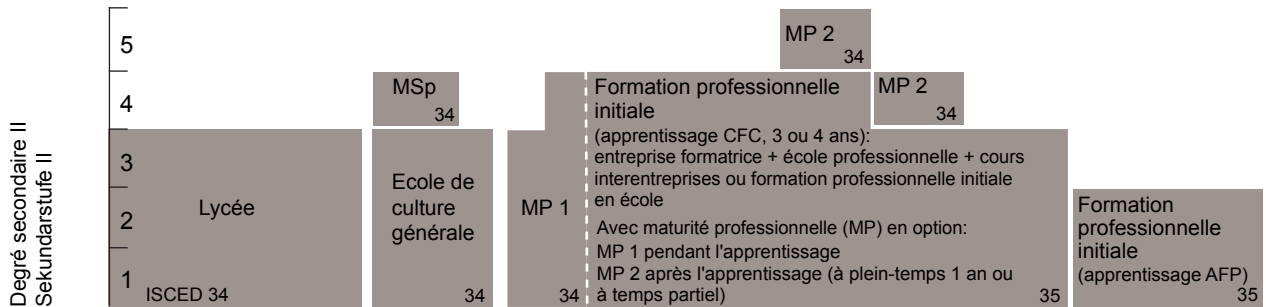 Degré secondaire II
Sekundarstufe II
5
4
3
2
1
Lycée
ISCED 34
MSp
34
Ecole de
culture
générale
34
MP 1
34
Formation professionnelle
initiale
(apprentissage CFC, 3 ou 4 ans):
entreprise formatrice + école professionnelle + cours
interentreprises ou formation professionnelle initiale
en école
Avec maturité professionnelle (MP) en option:
MP 1 pendant l'apprentissage
MP 2 après l'apprentissage (à plein-temps 1 an ou
à temps partiel)
35
MP 2
34
MP 2
34
Formation
professionnelle
initiale
(apprentissage AFP)
35